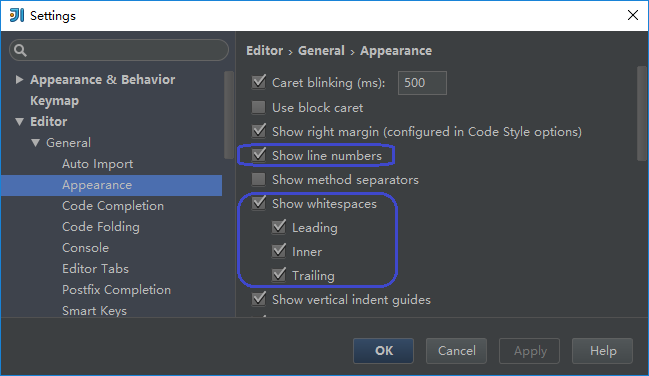 Settings
Editor › General › Appearance
Appearance & Behavior
Keymap
Editor
General
Auto Import
Appearance
Code Completion
Code Folding
Console
Editor Tabs
Postfix Completion
Smart Keys
Caret blinking (ms): 500
Use block caret
Show right margin (configured in Code Style options)
Show line numbers
Show method separators
Show whitespaces
Leading
Inner
Trailing
Show vertical indent guides
OK Cancel Apply Help